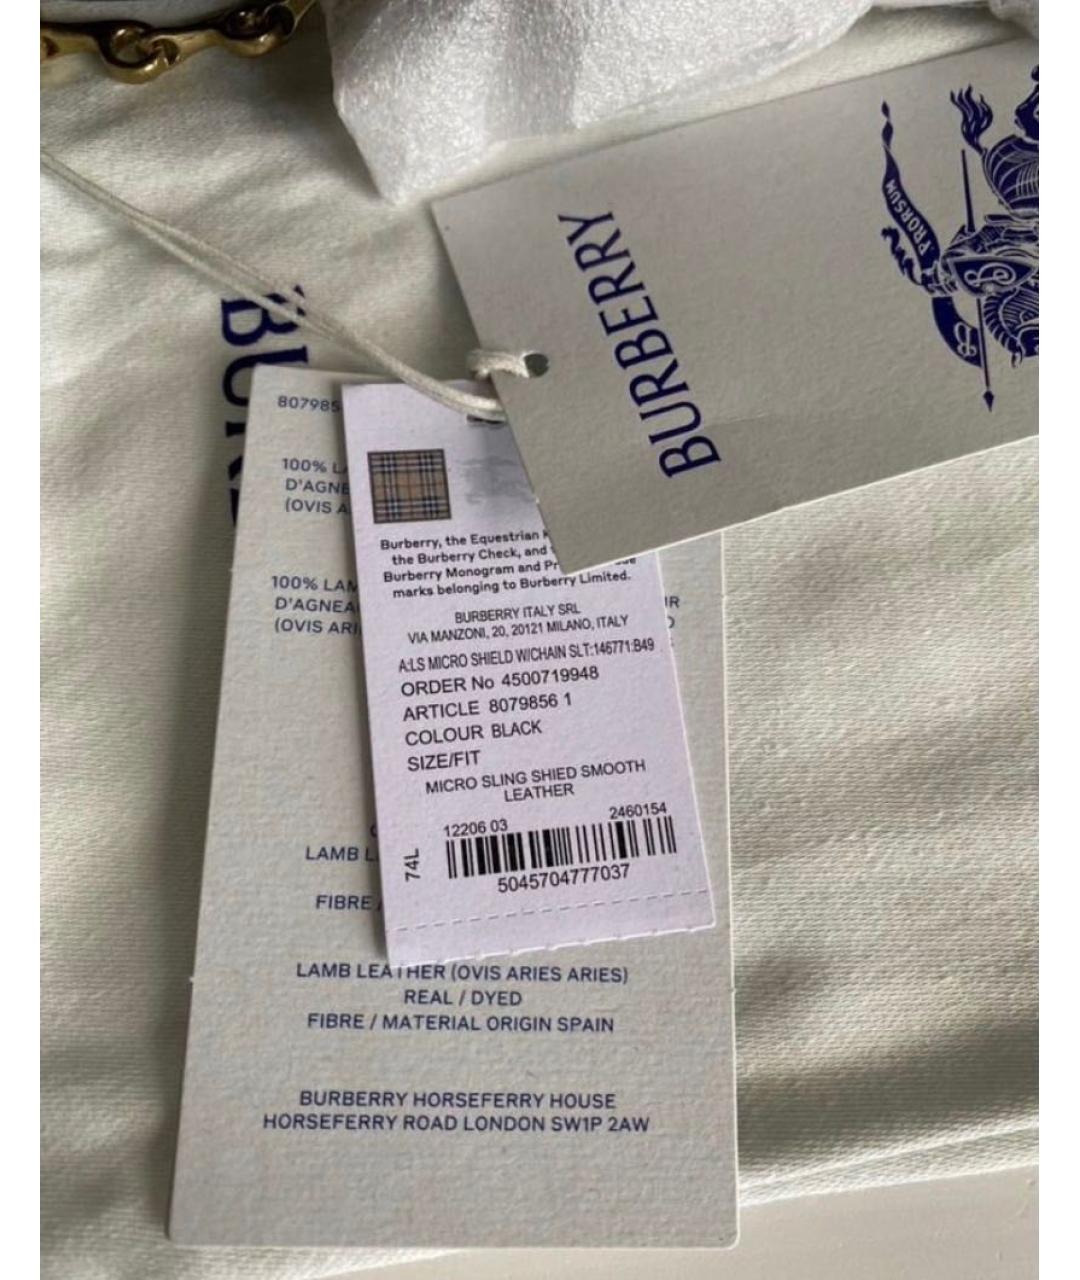 BURBERRY
PRORSUM
807985
100% LA
D'AGNE
(OVIS A
100% LAM
D'AGNEA
(OVIS ARI
Burberry, the Equestrian
the Burberry Check, and
Burberry Monogram and Pr
marks belonging to Burberry Limited.
BURBERRY ITALY SRL
VIA MANZONI, 20, 20121 MILANO, ITALY
A:LS MICRO SHIELD W/CHAIN SLT:146771:B49
ORDER No 4500719948
ARTICLE 8079856 1
COLOUR BLACK
SIZE/FIT
MICRO SLING SHIED SMOOTH
LEATHER
12206 03 2460154
74L
5045704777037
LAMB L
FIBRE /
LAMB LEATHER (OVIS ARIES ARIES)
REAL / DYED
FIBRE / MATERIAL ORIGIN SPAIN
BURBERRY HORSEFERRY HOUSE
HORSEFERRY ROAD LONDON SW1P 2AW